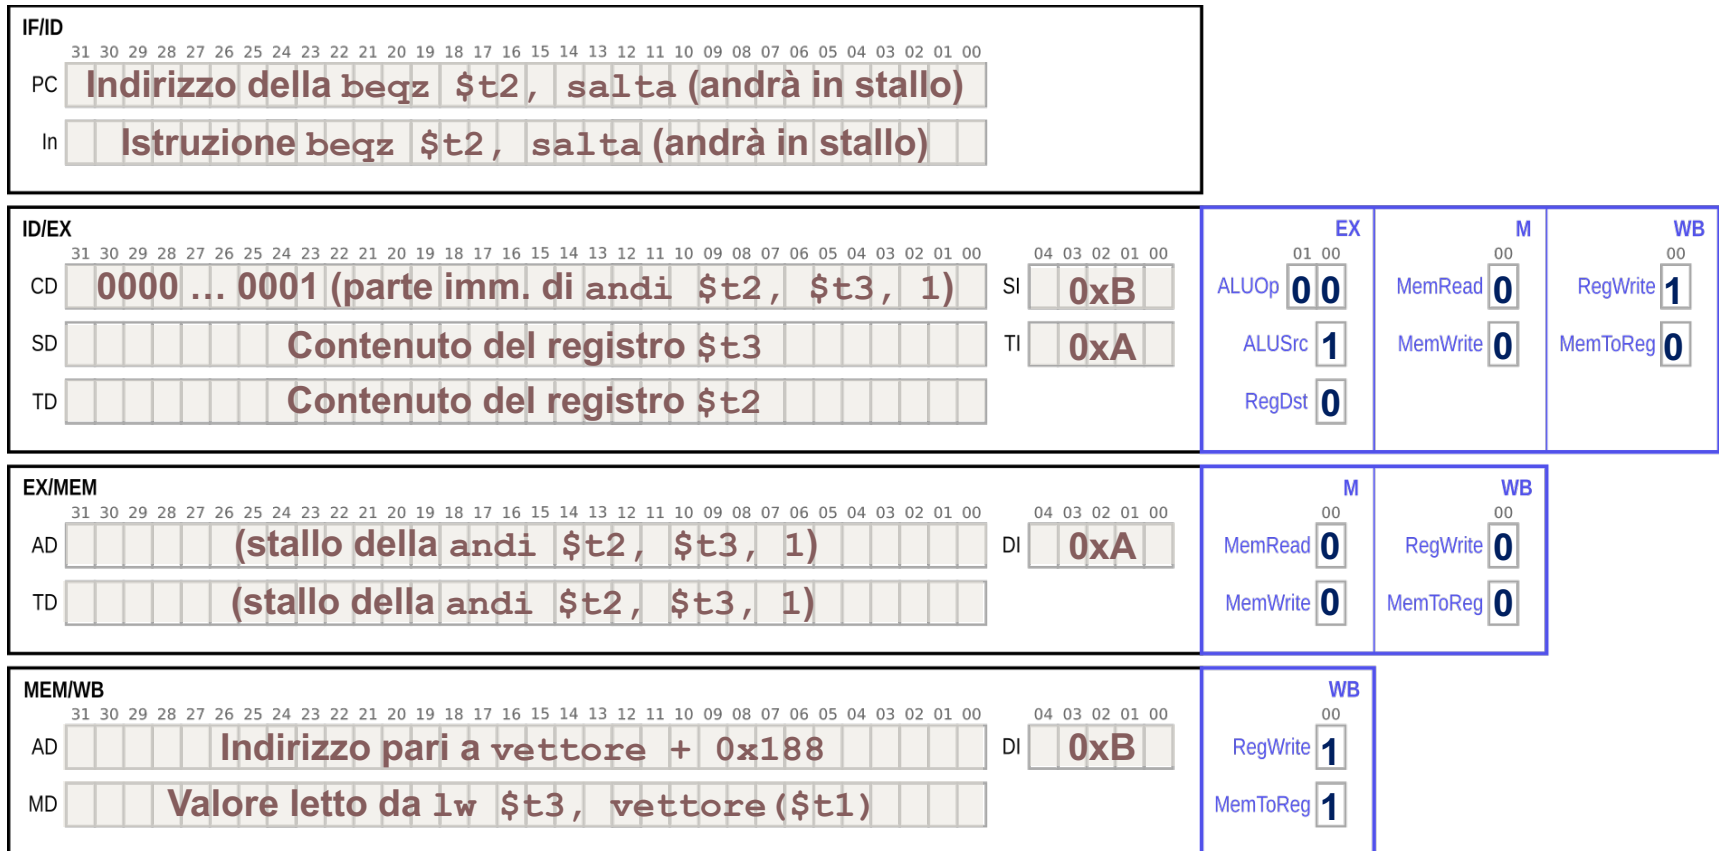 IF/ID
31 30 29 28 27 26 25 24 23 22 21 20 19 18 17 16 15 14 13 12 11 10 09 08 07 06 05 04 03 02 01 00
PC Indirizzo della beqz $t2, salta (andrà in stallo)
In Istruzione beqz $t2, salta (andrà in stallo)
ID/EX EX M WB
31 30 29 28 27 26 25 24 23 22 21 20 19 18 17 16 15 14 13 12 11 10 09 08 07 06 05 04 03 02 01 00 04 03 02 01 00 01 00 00 00
CD 0000 ... 0001 (parte imm. di andi $t2, $t3, 1) SI 0xB ALUOp 0 0 MemRead 0 RegWrite 1
SD Contenuto del registro $t3 TI 0xA ALUSrc 1 MemWrite 0 MemToReg 0
TD Contenuto del registro $t2 RegDst 0
EX/MEM M WB
31 30 29 28 27 26 25 24 23 22 21 20 19 18 17 16 15 14 13 12 11 10 09 08 07 06 05 04 03 02 01 00 04 03 02 01 00 00 00
AD (stallo della andi $t2, $t3, 1) DI 0xA MemRead 0 RegWrite 0
TD (stallo della andi $t2, $t3, 1) MemWrite 0 MemToReg 0
MEM/WB WB
31 30 29 28 27 26 25 24 23 22 21 20 19 18 17 16 15 14 13 12 11 10 09 08 07 06 05 04 03 02 01 00 04 03 02 01 00 00
AD Indirizzo pari a vettore + 0x188 DI 0xB RegWrite 1
MD Valore letto da lw $t3, vettore($t1) MemToReg 1